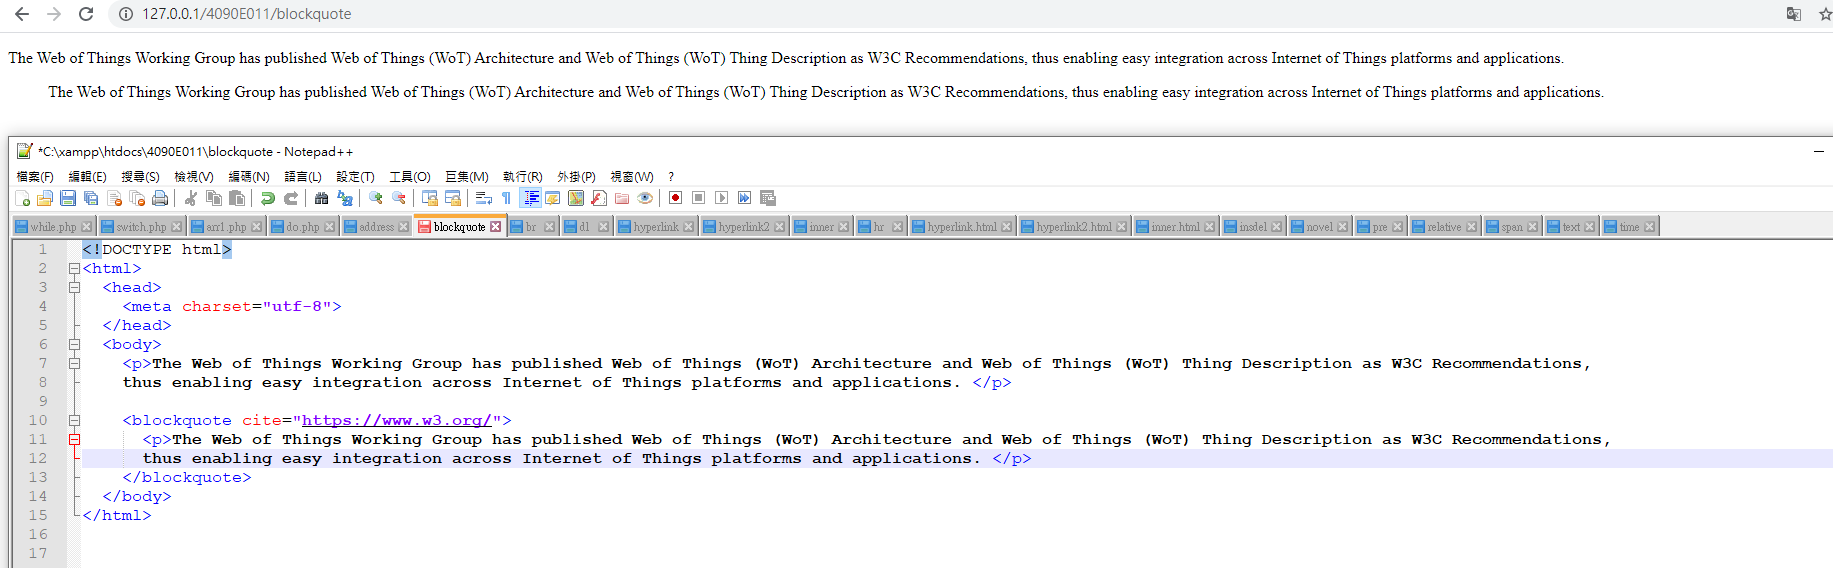 127.0.0.1/4090E011/blockquote
The Web of Things Working Group has published Web of Things (WoT) Architecture and Web of Things (WoT) Thing Description as W3C Recommendations, thus enabling easy integration across Internet of Things platforms and applications.
The Web of Things Working Group has published Web of Things (WoT) Architecture and Web of Things (WoT) Thing Description as W3C Recommendations, thus enabling easy integration across Internet of Things platforms and applications.
*C:\xampp\htdocs\4090E011\blockquote - Notepad++
檔案(F) 編輯(E) 搜尋(S) 檢視(V) 編碼(N) 語言(L) 設定(T) 工具(O) 巨集(M) 執行(R) 外掛(P) 視窗(W) ?
while.php switch.php arr1.php do.php address blockquote br dl hyperlink hyperlink2 inner hr hyperlink.html hyperlink2.html inner.html insdel novel pre relative span text time
1 <!DOCTYPE html>
2 <html>
3 <head>
4 <meta charset="utf-8">
5 </head>
6 <body>
7 <p>The Web of Things Working Group has published Web of Things (WoT) Architecture and Web of Things (WoT) Thing Description as W3C Recommendations,
8 thus enabling easy integration across Internet of Things platforms and applications. </p>
9
10 <blockquote cite="https://www.w3.org/">
11 <p>The Web of Things Working Group has published Web of Things (WoT) Architecture and Web of Things (WoT) Thing Description as W3C Recommendations,
12 thus enabling easy integration across Internet of Things platforms and applications. </p>
13 </blockquote>
14 </body>
15 </html>
16
17